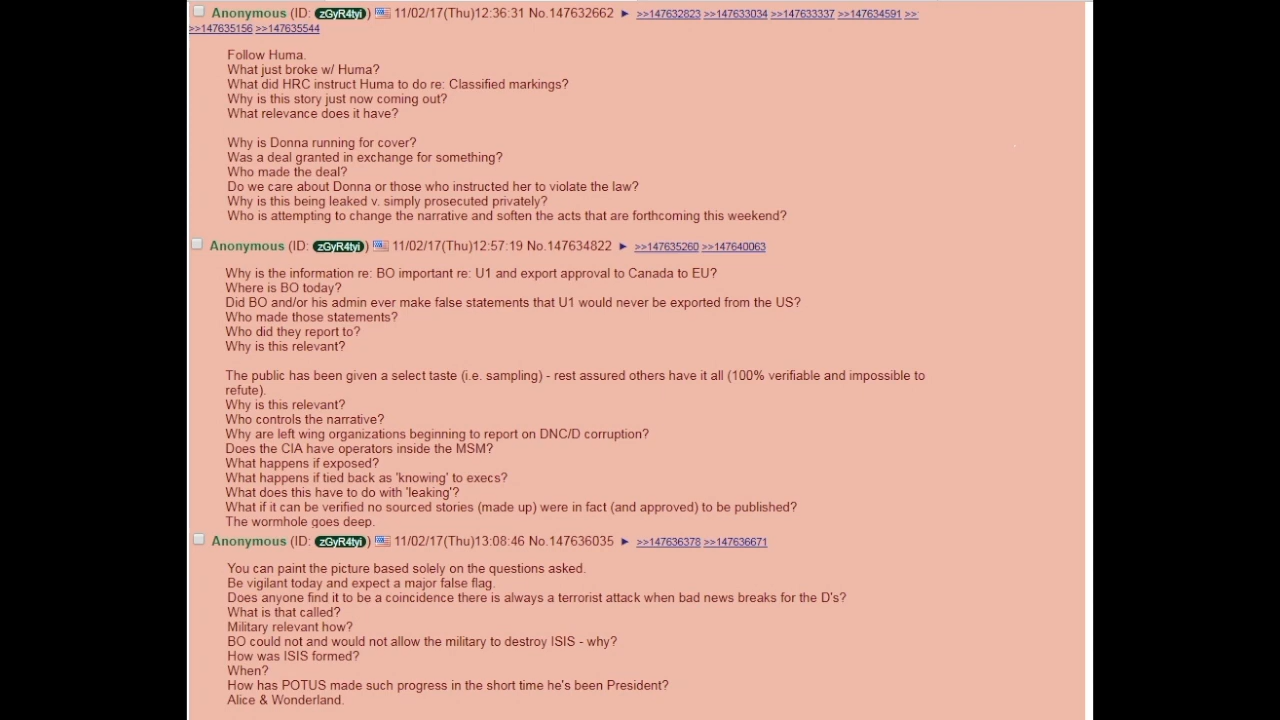 Anonymous (ID: zGyR4tyi) 11/02/17(Thu)12:36:31 No.147632662 ► >>147632823 >>147633034 >>147633337 >>147634591 >>
>>147635156 >>147635544
Follow Huma.
What just broke w/ Huma?
What did HRC instruct Huma to do re: Classified markings?
Why is this story just now coming out?
What relevance does it have?
Why is Donna running for cover?
Was a deal granted in exchange for something?
Who made the deal?
Do we care about Donna or those who instructed her to violate the law?
Why is this being leaked v. simply prosecuted privately?
Who is attempting to change the narrative and soften the acts that are forthcoming this weekend?
Anonymous (ID: zGyR4tyi) 11/02/17(Thu)12:57:19 No.147634822 ► >>147635260 >>147640063
Why is the information re: BO important re: U1 and export approval to Canada to EU?
Where is BO today?
Did BO and/or his admin ever make false statements that U1 would never be exported from the US?
Who made those statements?
Who did they report to?
Why is this relevant?
The public has been given a select taste (i.e. sampling) - rest assured others have it all (100% verifiable and impossible to
refute).
Why is this relevant?
Who controls the narrative?
Why are left wing organizations beginning to report on DNC/D corruption?
Does the CIA have operators inside the MSM?
What happens if exposed?
What happens if tied back as 'knowing' to execs?
What does this have to do with 'leaking'?
What if it can be verified no sourced stories (made up) were in fact (and approved) to be published?
The wormhole goes deep.
Anonymous (ID: zGyR4tyi) 11/02/17(Thu)13:08:46 No.147636035 ► >>147636378 >>147636671
You can paint the picture based solely on the questions asked.
Be vigilant today and expect a major false flag.
Does anyone find it to be a coincidence there is always a terrorist attack when bad news breaks for the D's?
What is that called?
Military relevant how?
BO could not and would not allow the military to destroy ISIS - why?
How was ISIS formed?
When?
How has POTUS made such progress in the short time he's been President?
Alice & Wonderland.